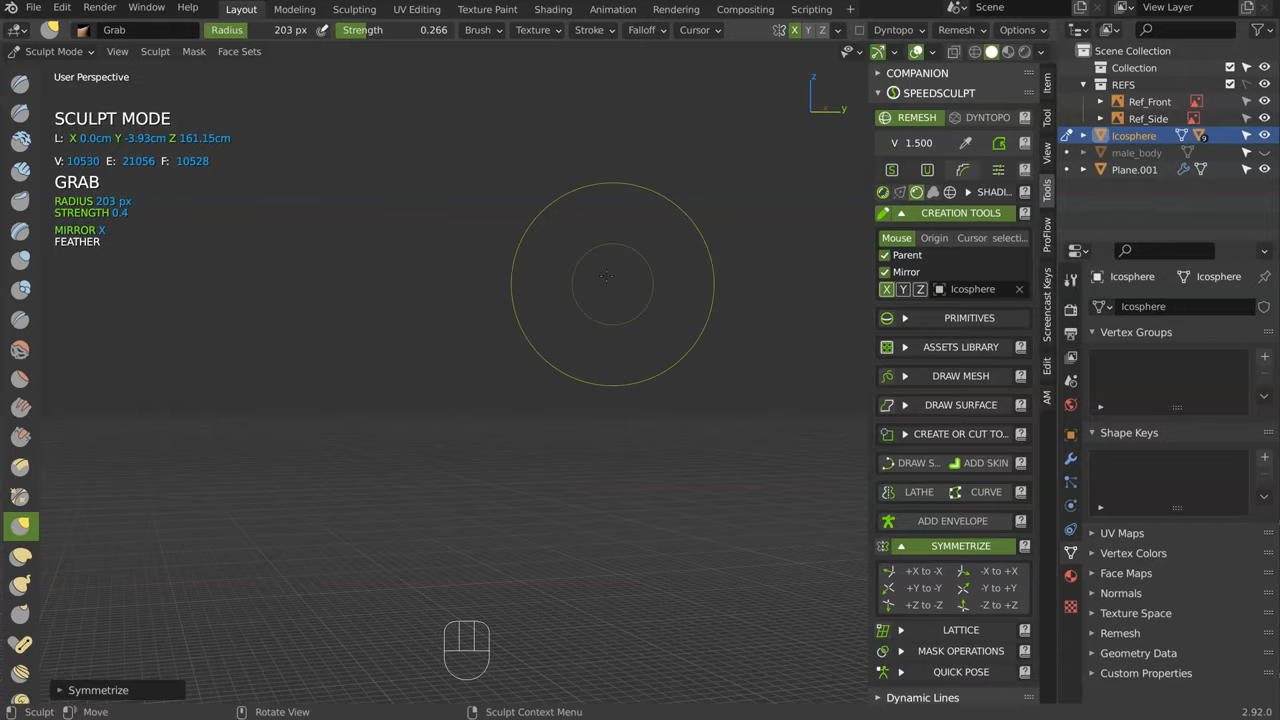 File Edit Render Window Help Layout Modeling Sculpting UV Editing Texture Paint Shading Animation Rendering Compositing Scripting + Scene View Layer
Grab Radius 203 px Strength 0.266 Brush Texture Stroke Falloff Cursor X Y Z Dyntopo Remesh Options
Sculpt Mode View Sculpt Mask Face Sets
User Perspective
SCULPT MODE
L: X 0.0cm Y -3.93cm Z 161.15cm
V: 10530 E: 21056 F: 10528
GRAB
RADIUS 203 px
STRENGTH 0.4
MIRROR X
FEATHER
z
x
y
Symmetrize
COMPANION
SPEEDSCULPT
REMESH DYNTOPO
V 1.500
S U
SHADI...
CREATION TOOLS
Mouse Origin Cursor selecti...
Parent
Mirror
X Y Z Icosphere
PRIMITIVES
ASSETS LIBRARY
DRAW MESH
DRAW SURFACE
CREATE OR CUT TO...
DRAW S... ADD SKIN
LATHE CURVE
ADD ENVELOPE
SYMMETRIZE
+X to -X -X to +X
+Y to -Y -Y to +Y
+Z to -Z -Z to +Z
LATTICE
MASK OPERATIONS
QUICK POSE
Dynamic Lines
Item
Tool
View
Tools
ProFlow
Screencast Keys
Edit
AM
Scene Collection
Collection
REFS
Ref_Front
Ref_Side
Icosphere 9
male_body
Plane.001
Icosphere Icosphere
Icosphere
Vertex Groups
Shape Keys
UV Maps
Vertex Colors
Face Maps
Normals
Texture Space
Remesh
Geometry Data
Custom Properties
Sculpt Move Rotate View Sculpt Context Menu 2.92.0